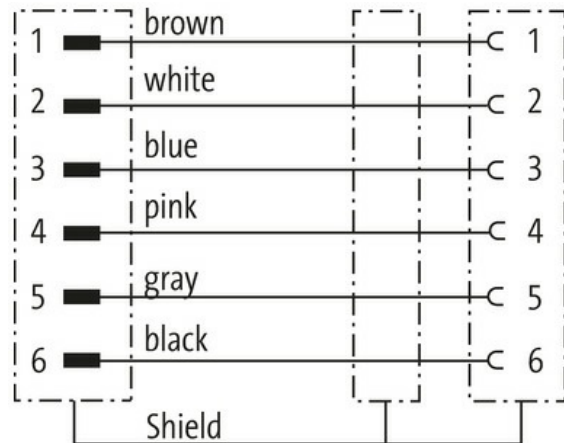 1 brown 1
2 white 2
3 blue 3
4 pink 4
5 gray 5
6 black 6
Shield